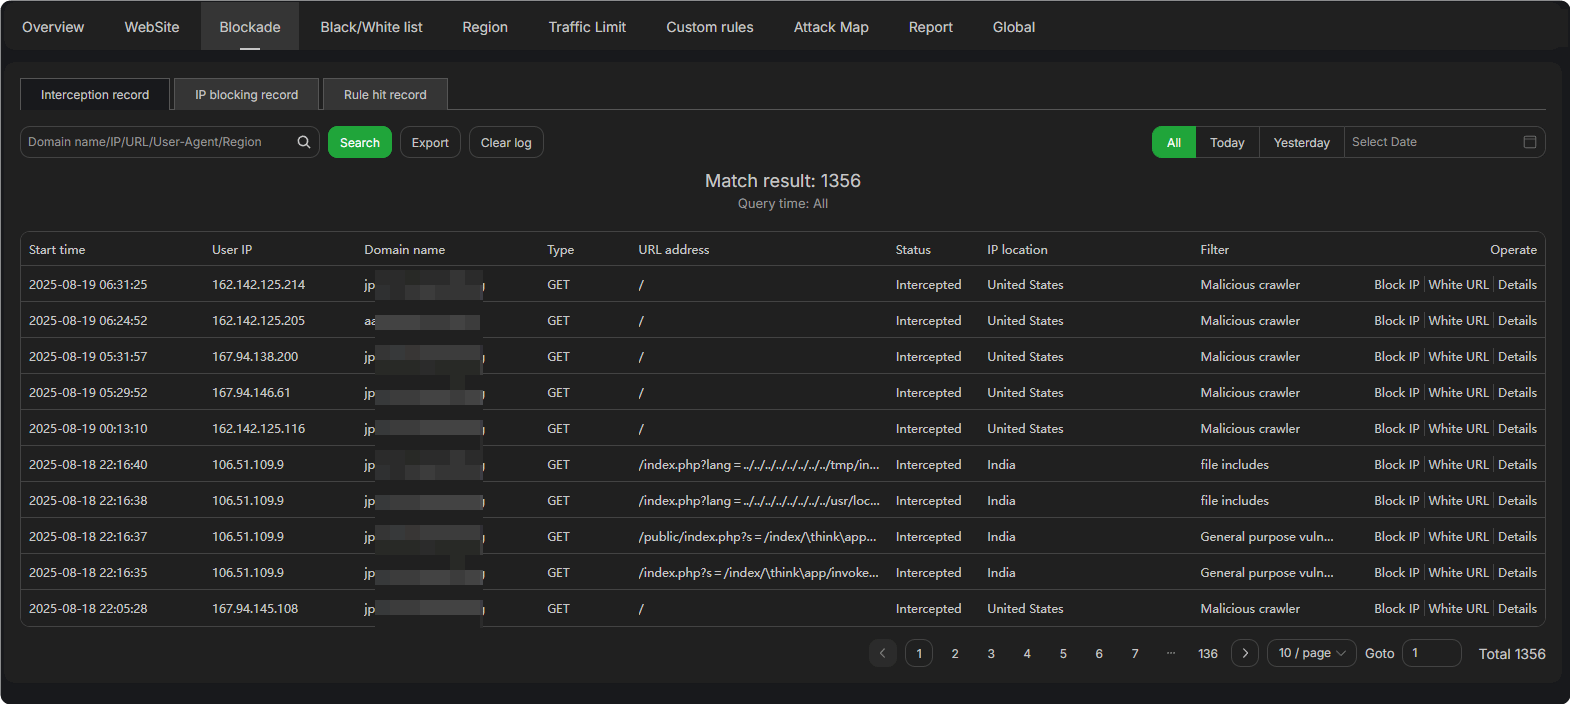 Overview WebSite Blockade Black/White list Region Traffic Limit Custom rules Attack Map Report Global
Interception record IP blocking record Rule hit record
Domain name/IP/URL/User-Agent/Region Search Export Clear log All Today Yesterday Select Date
Match result: 1356
Query time: All
Start time User IP Domain name Type URL address Status IP location Filter Operate
2025-08-19 06:31:25 162.142.125.214 jp GET / Intercepted United States Malicious crawler Block IP White URL Details
2025-08-19 06:24:52 162.142.125.205 aa GET / Intercepted United States Malicious crawler Block IP White URL Details
2025-08-19 05:31:57 167.94.138.200 jp GET / Intercepted United States Malicious crawler Block IP White URL Details
2025-08-19 05:29:52 167.94.146.61 jp GET / Intercepted United States Malicious crawler Block IP White URL Details
2025-08-19 00:13:10 162.142.125.116 jp GET / Intercepted United States Malicious crawler Block IP White URL Details
2025-08-18 22:16:40 106.51.109.9 jp GET /index.php?lang=../../../../../../../../tmp/in... Intercepted India file includes Block IP White URL Details
2025-08-18 22:16:38 106.51.109.9 jp GET /index.php?lang=../../../../../../../../usr/loc... Intercepted India file includes Block IP White URL Details
2025-08-18 22:16:37 106.51.109.9 jp GET /public/index.php?s=/index/\think\app... Intercepted India General purpose vuln... Block IP White URL Details
2025-08-18 22:16:35 106.51.109.9 jp GET /index.php?s=/index/\think\app/invoke... Intercepted India General purpose vuln... Block IP White URL Details
2025-08-18 22:05:28 167.94.145.108 jp GET / Intercepted United States Malicious crawler Block IP White URL Details
1 2 3 4 5 6 7 ··· 136 10 / page Goto 1 Total 1356